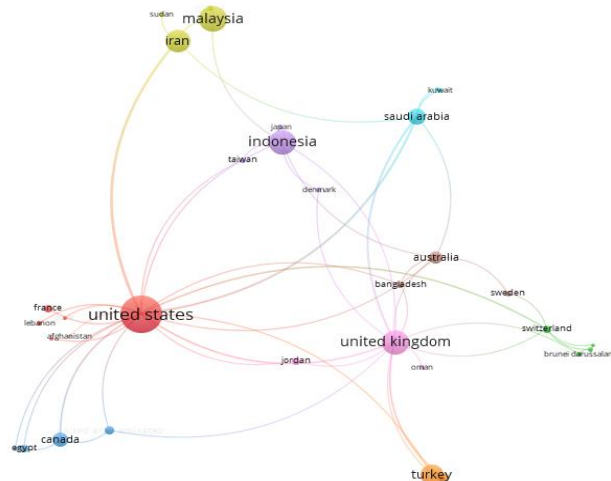 sudan
malaysia
iran
kuwait
saudi arabia
japan
indonesia
taiwan
denmark
australia
bangladesh
sweden
france
united states
lebanon
switzerland
afghanistan
united kingdom
brunei darussalam
jordan
oman
canada
egypt
turkey